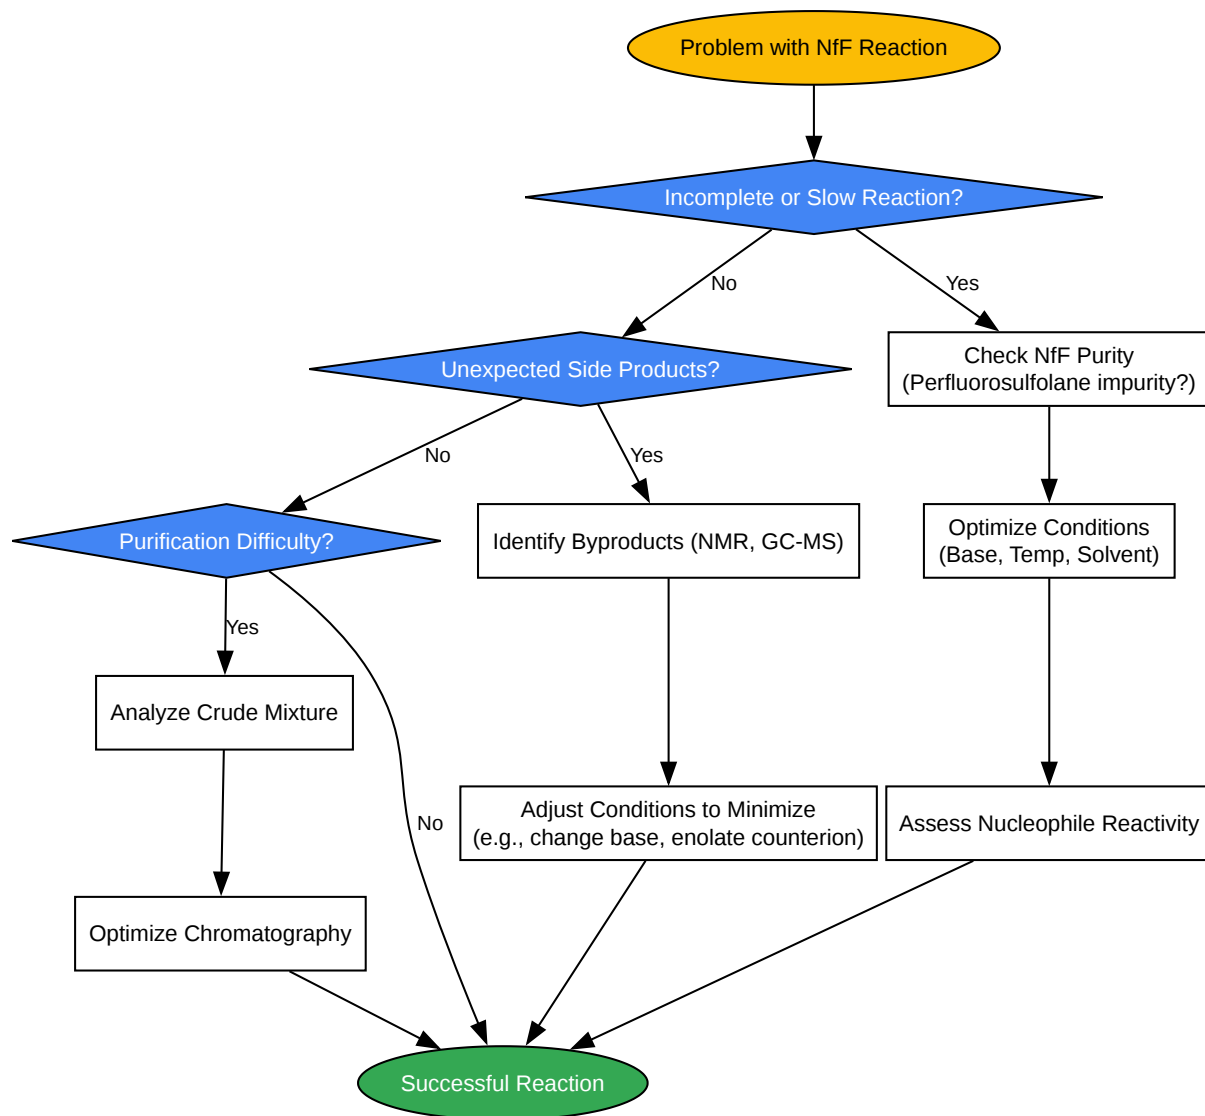 Problem with NfF Reaction
Incomplete or Slow Reaction?
No
Yes
Unexpected Side Products?
Check NfF Purity
(Perfluorosulfolane impurity?)
No
Yes
Purification Difficulty?
Identify Byproducts (NMR, GC-MS)
Optimize Conditions
(Base, Temp, Solvent)
Yes
Analyze Crude Mixture
No
Adjust Conditions to Minimize
(e.g., change base, enolate counterion)
Assess Nucleophile Reactivity
Optimize Chromatography
Successful Reaction